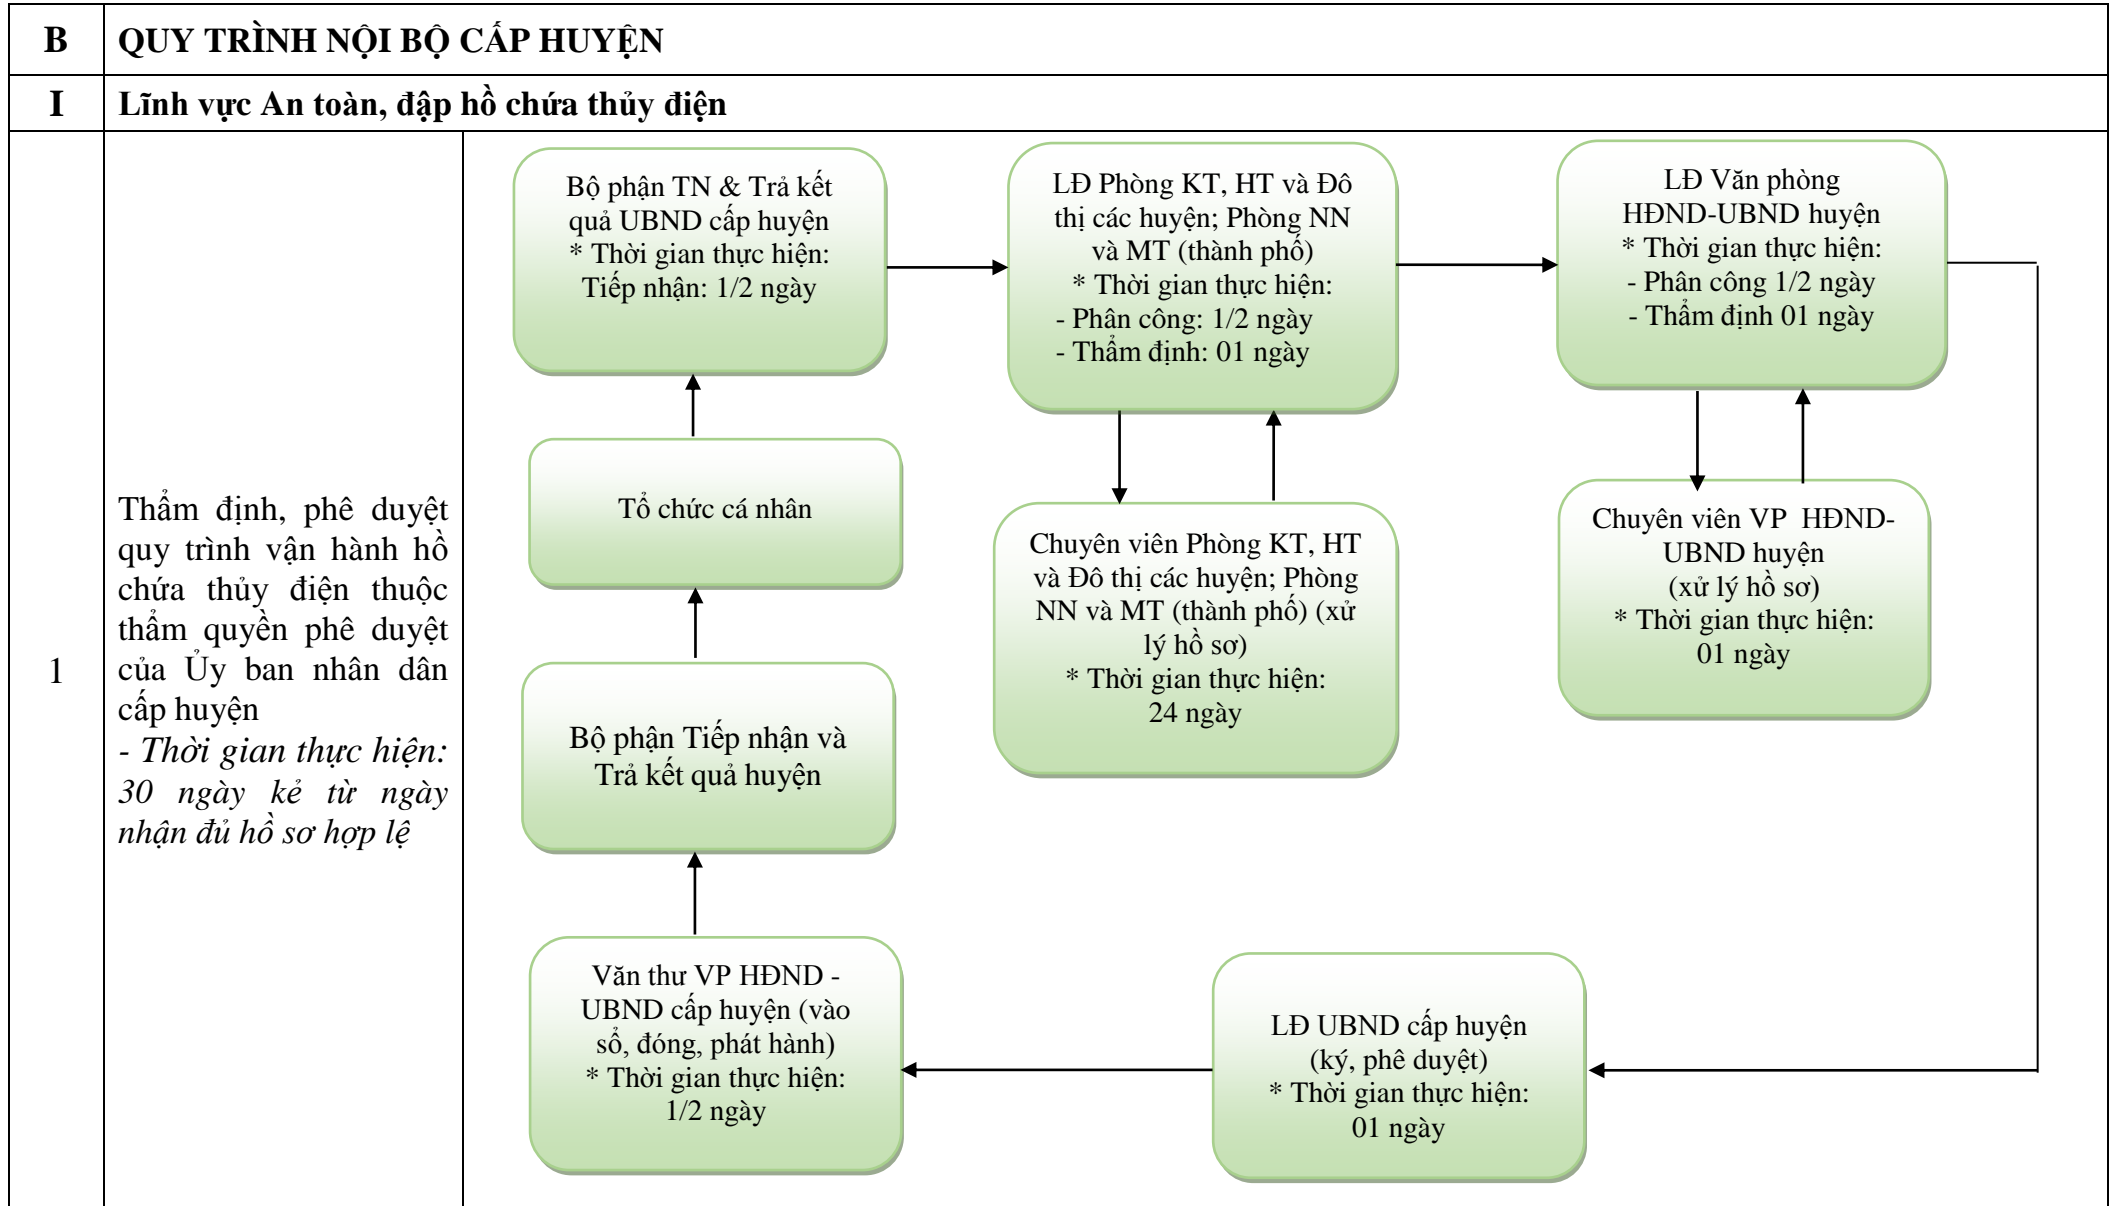 B
QUY TRÌNH NỘI BỘ CẤP HUYỆN
I
Lĩnh vực An toàn, đập hồ chứa thủy điện
1
Thẩm định, phê duyệt
quy trình vận hành hồ
chứa thủy điện thuộc
thẩm quyền phê duyệt
của Ủy ban nhân dân
cấp huyện
- Thời gian thực hiện:
30 ngày kẻ từ ngày
nhận đủ hồ sơ hợp lệ
Bộ phận TN & Trả kết
quả UBND cấp huyện
* Thời gian thực hiện:
Tiếp nhận: 1/2 ngày
LĐ Phòng KT, HT và Đô
thị các huyện; Phòng NN
và MT (thành phố)
* Thời gian thực hiện:
- Phân công: 1/2 ngày
- Thẩm định: 01 ngày
LĐ Văn phòng
HĐND-UBND huyện
* Thời gian thực hiện:
- Phân công 1/2 ngày
- Thẩm định 01 ngày
Tổ chức cá nhân
Chuyên viên Phòng KT, HT
và Đô thị các huyện; Phòng
NN và MT (thành phố) (xử
lý hồ sơ)
* Thời gian thực hiện:
24 ngày
Chuyên viên VP HĐND-
UBND huyện
(xử lý hồ sơ)
* Thời gian thực hiện:
01 ngày
Bộ phận Tiếp nhận và
Trả kết quả huyện
Văn thư VP HĐND -
UBND cấp huyện (vào
sổ, đóng, phát hành)
* Thời gian thực hiện:
1/2 ngày
LĐ UBND cấp huyện
(ký, phê duyệt)
* Thời gian thực hiện:
01 ngày